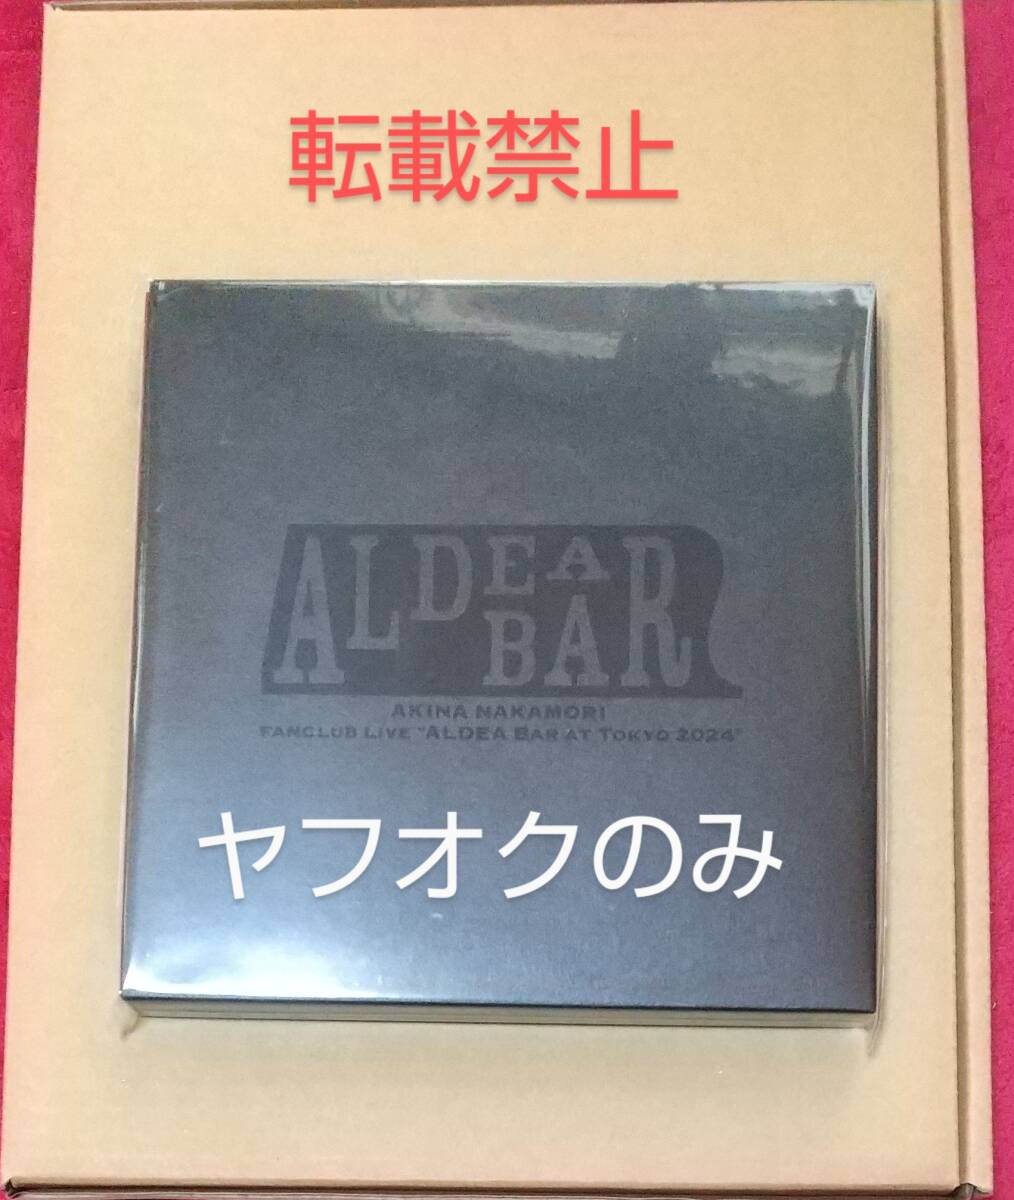 転載禁止
ALDEA BAR
AKINA NAKAMORI
FANCLUB LIVE "ALDEA BAR AT TOKYO 2024"
ヤフオクのみ